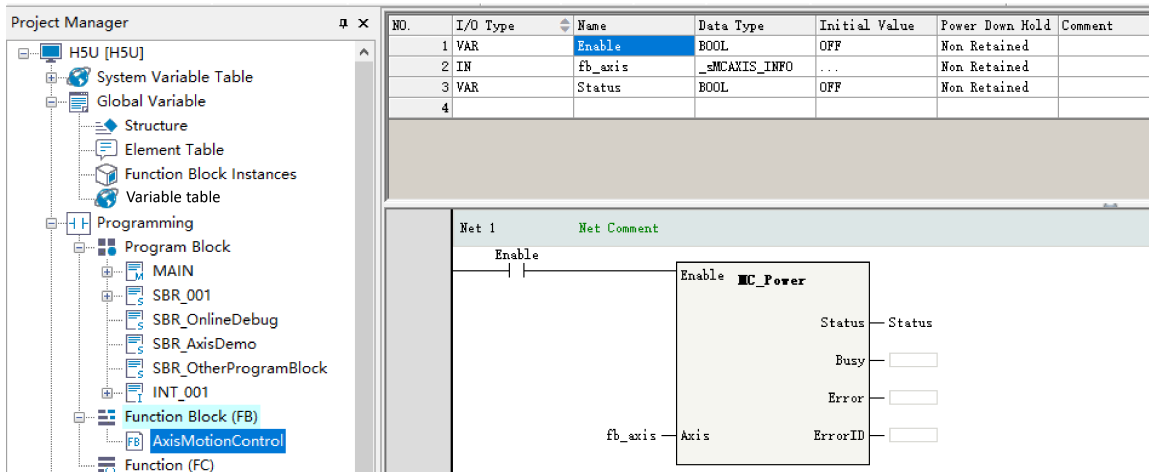 Project Manager
H5U [H5U]
System Variable Table
Global Variable
Structure
Element Table
Function Block Instances
Variable table
Programming
Program Block
MAIN
SBR_001
SBR_OnlineDebug
SBR_AxisDemo
SBR_OtherProgramBlock
INT_001
Function Block (FB)
FB AxisMotionControl
Function (FC)
NO. I/O Type Name Data Type Initial Value Power Down Hold Comment
1 VAR Enable BOOL OFF Non Retained
2 IN fb_axis _sMCAXIS_INFO ... Non Retained
3 VAR Status BOOL OFF Non Retained
4
Net 1 Net Comment
Enable
Enable MC_Power
Status Status
Busy
Error
fb_axis Axis ErrorID